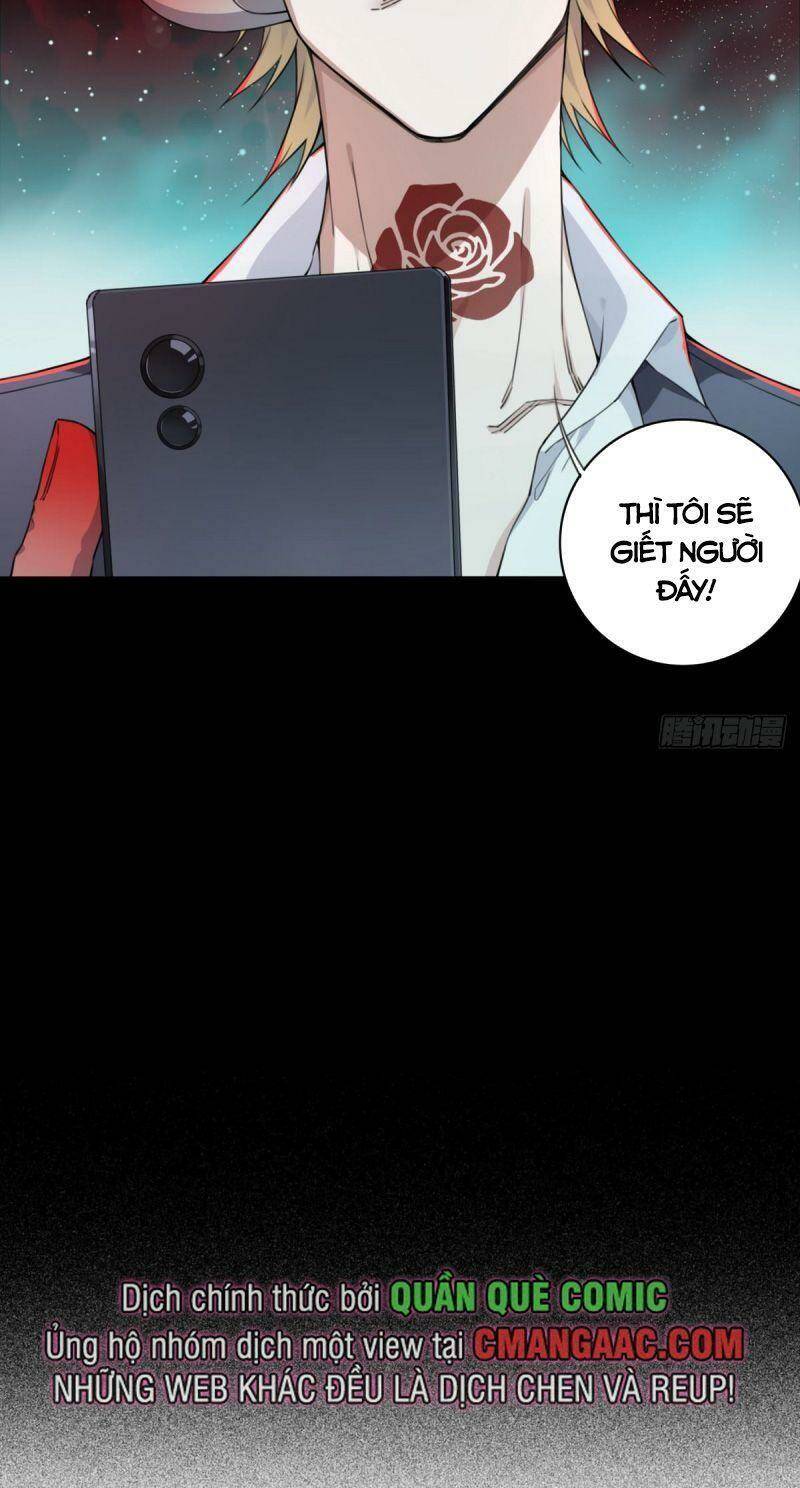 THÌ TÔI SẼ
GIẾT NGƯỜI
ĐẤY!
腾讯动漫
Dịch chính thức bởi QUẦN QUÈ COMIC
Ủng hộ nhóm dịch một view tại CMANGAAC.COM
NHỮNG WEB KHÁC ĐỀU LÀ DỊCH CHEN VÀ REUP!